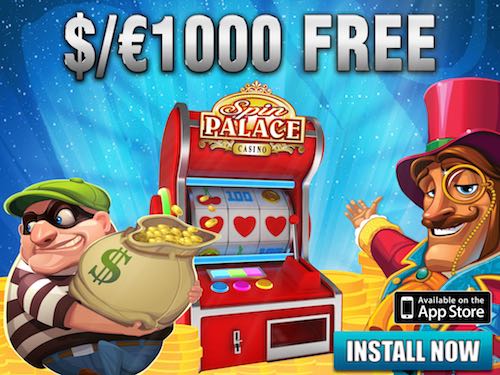 $/€1000 FREE
Spin
PALACE
CASINO
100
$
Available on the
App Store
INSTALL NOW